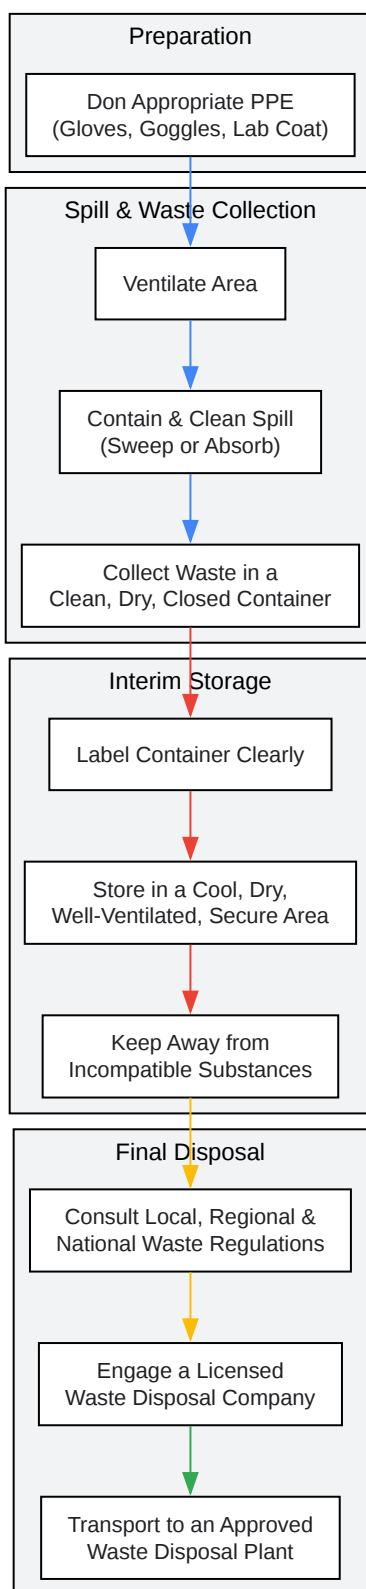 Preparation
Don Appropriate PPE
(Gloves, Goggles, Lab Coat)
Spill & Waste Collection
Ventilate Area
Contain & Clean Spill
(Sweep or Absorb)
Collect Waste in a
Clean, Dry, Closed Container
Interim Storage
Label Container Clearly
Store in a Cool, Dry,
Well-Ventilated, Secure Area
Keep Away from
Incompatible Substances
Final Disposal
Consult Local, Regional &
National Waste Regulations
Engage a Licensed
Waste Disposal Company
Transport to an Approved
Waste Disposal Plant